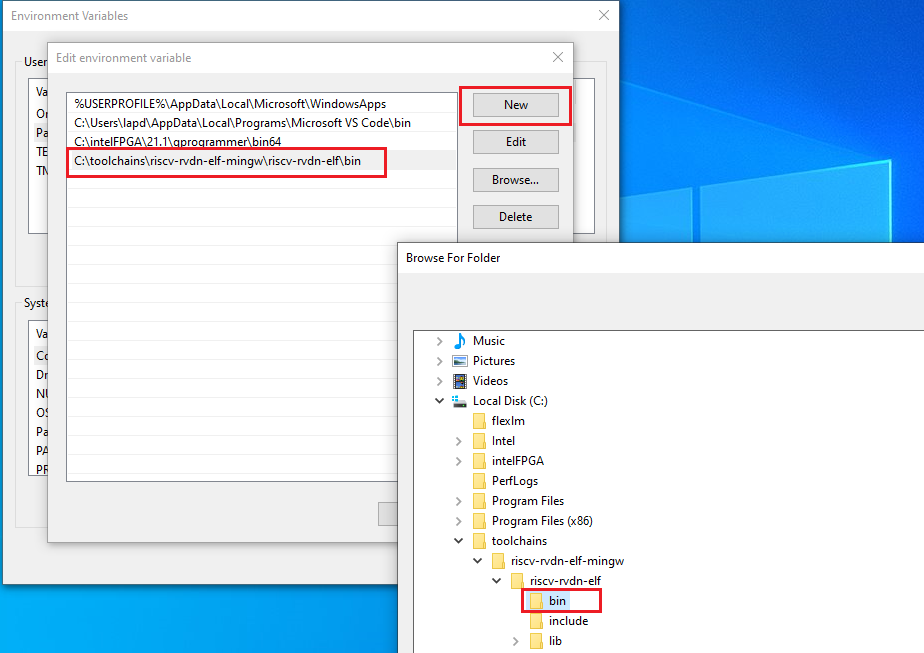 Environment Variables
User
Va
Or
Pa
TE
Edit environment variable
%USERPROFILE%\AppData\Local\Microsoft\WindowsApps
C:\Users\lapd\AppData\Local\Programs\Microsoft VS Code\bin
C:\intelFPGA\21.1\qprogrammer\bin64
C:\toolchains\riscv-rvdn-elf-mingw\riscv-rvdn-elf\bin
New
Edit
Browse...
Delete
Syste
Va
Co
Dr
NU
OS
Pa
PA
PR
Browse For Folder
Music
Pictures
Videos
Local Disk (C:)
flexlm
Intel
intelFPGA
PerfLogs
Program Files
Program Files (x86)
toolchains
riscv-rvdn-elf-mingw
riscv-rvdn-elf
bin
include
lib